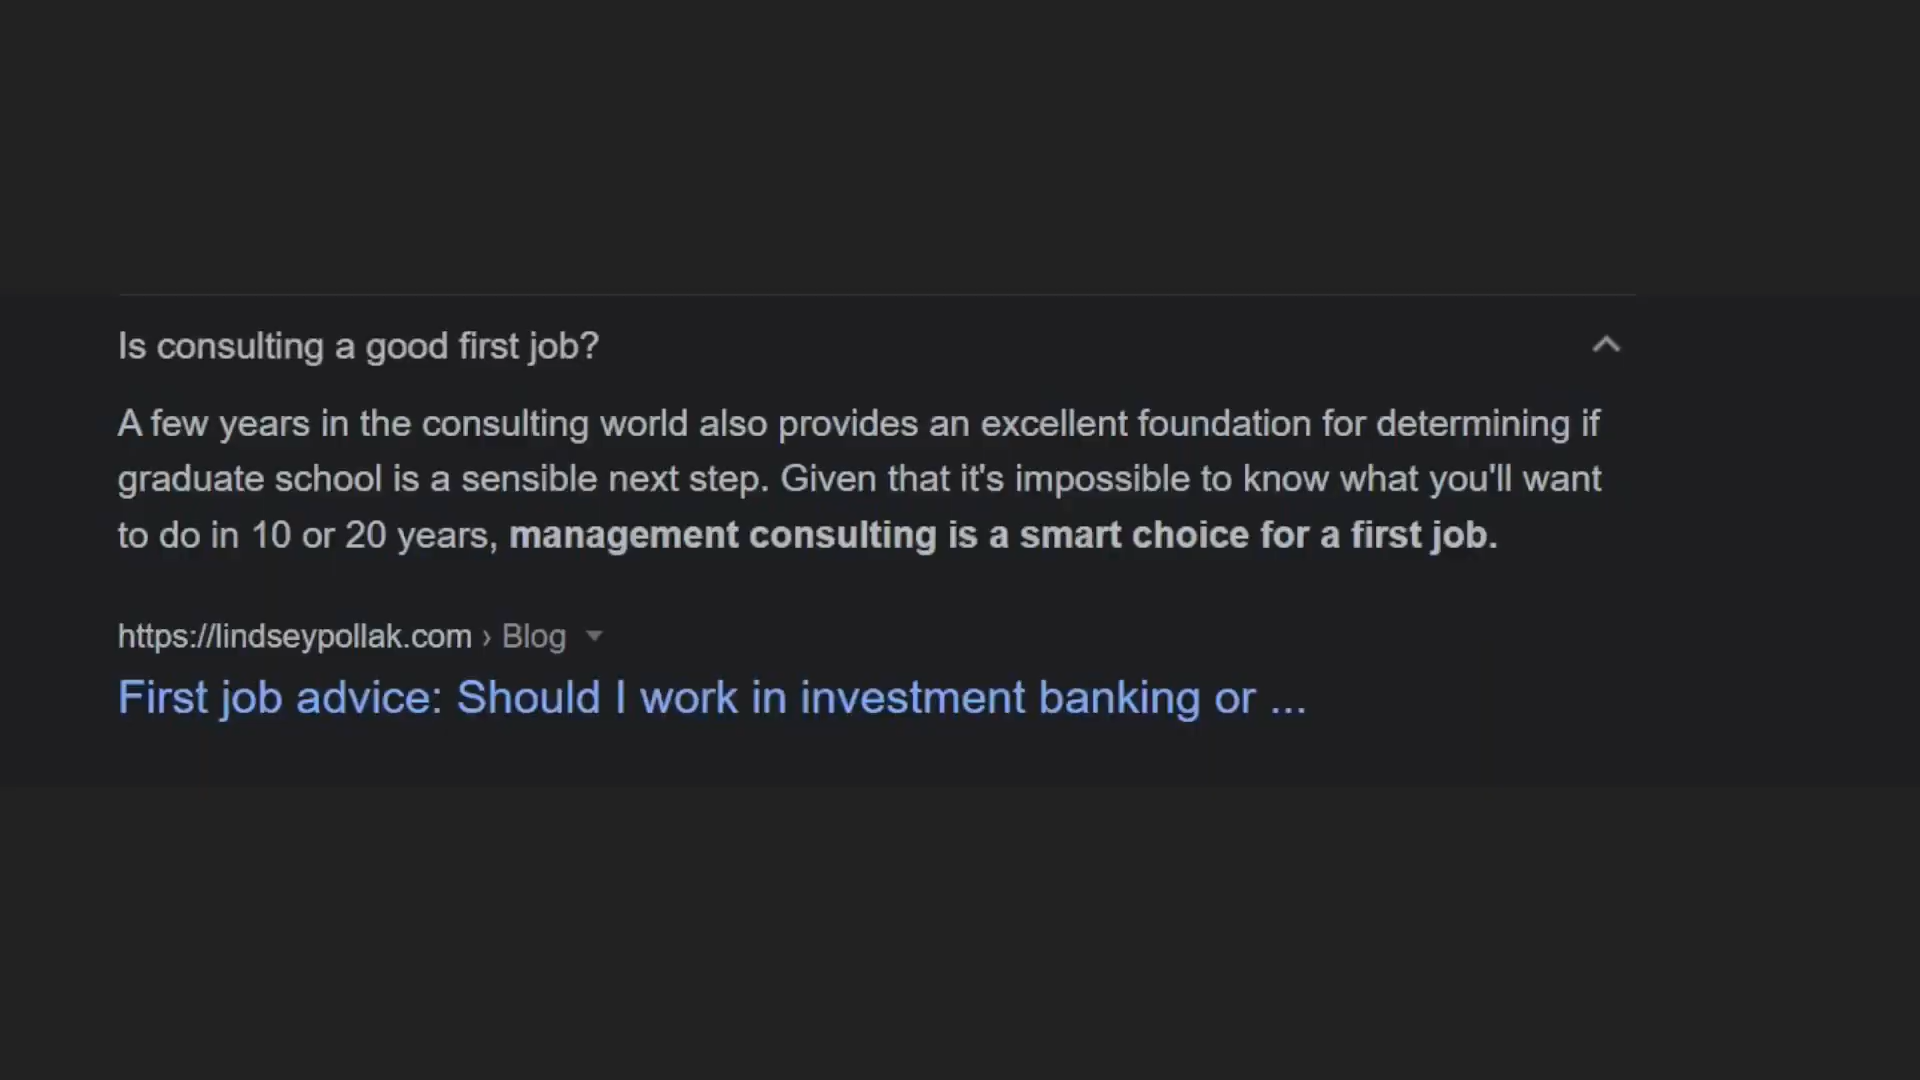 Is consulting a good first job?
A few years in the consulting world also provides an excellent foundation for determining if
graduate school is a sensible next step. Given that it's impossible to know what you'll want
to do in 10 or 20 years, management consulting is a smart choice for a first job.
https://lindseypollak.com › Blog
First job advice: Should I work in investment banking or ...